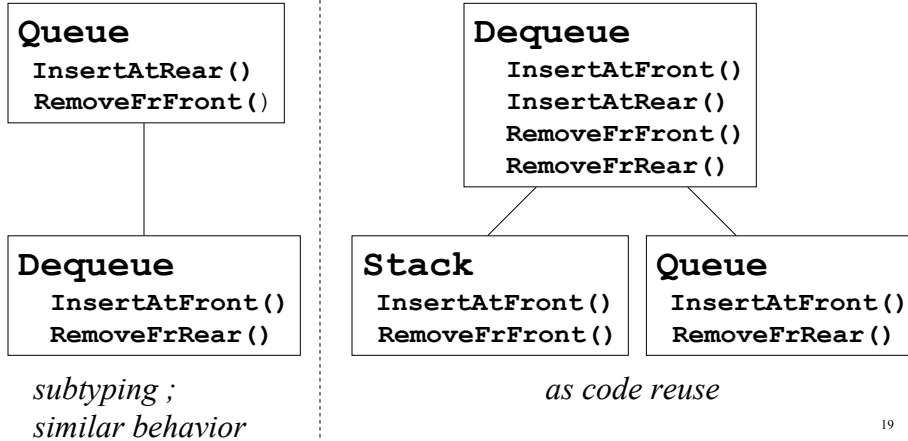 Queue
InsertAtRear()
RemoveFrFront()
Dequeue
InsertAtFront()
RemoveFrRear()
subtyping ;
similar behavior
Dequeue
InsertAtFront()
InsertAtRear()
RemoveFrFront()
RemoveFrRear()
Stack
InsertAtFront()
RemoveFrFront()
Queue
InsertAtFront()
RemoveFrRear()
as code reuse
19